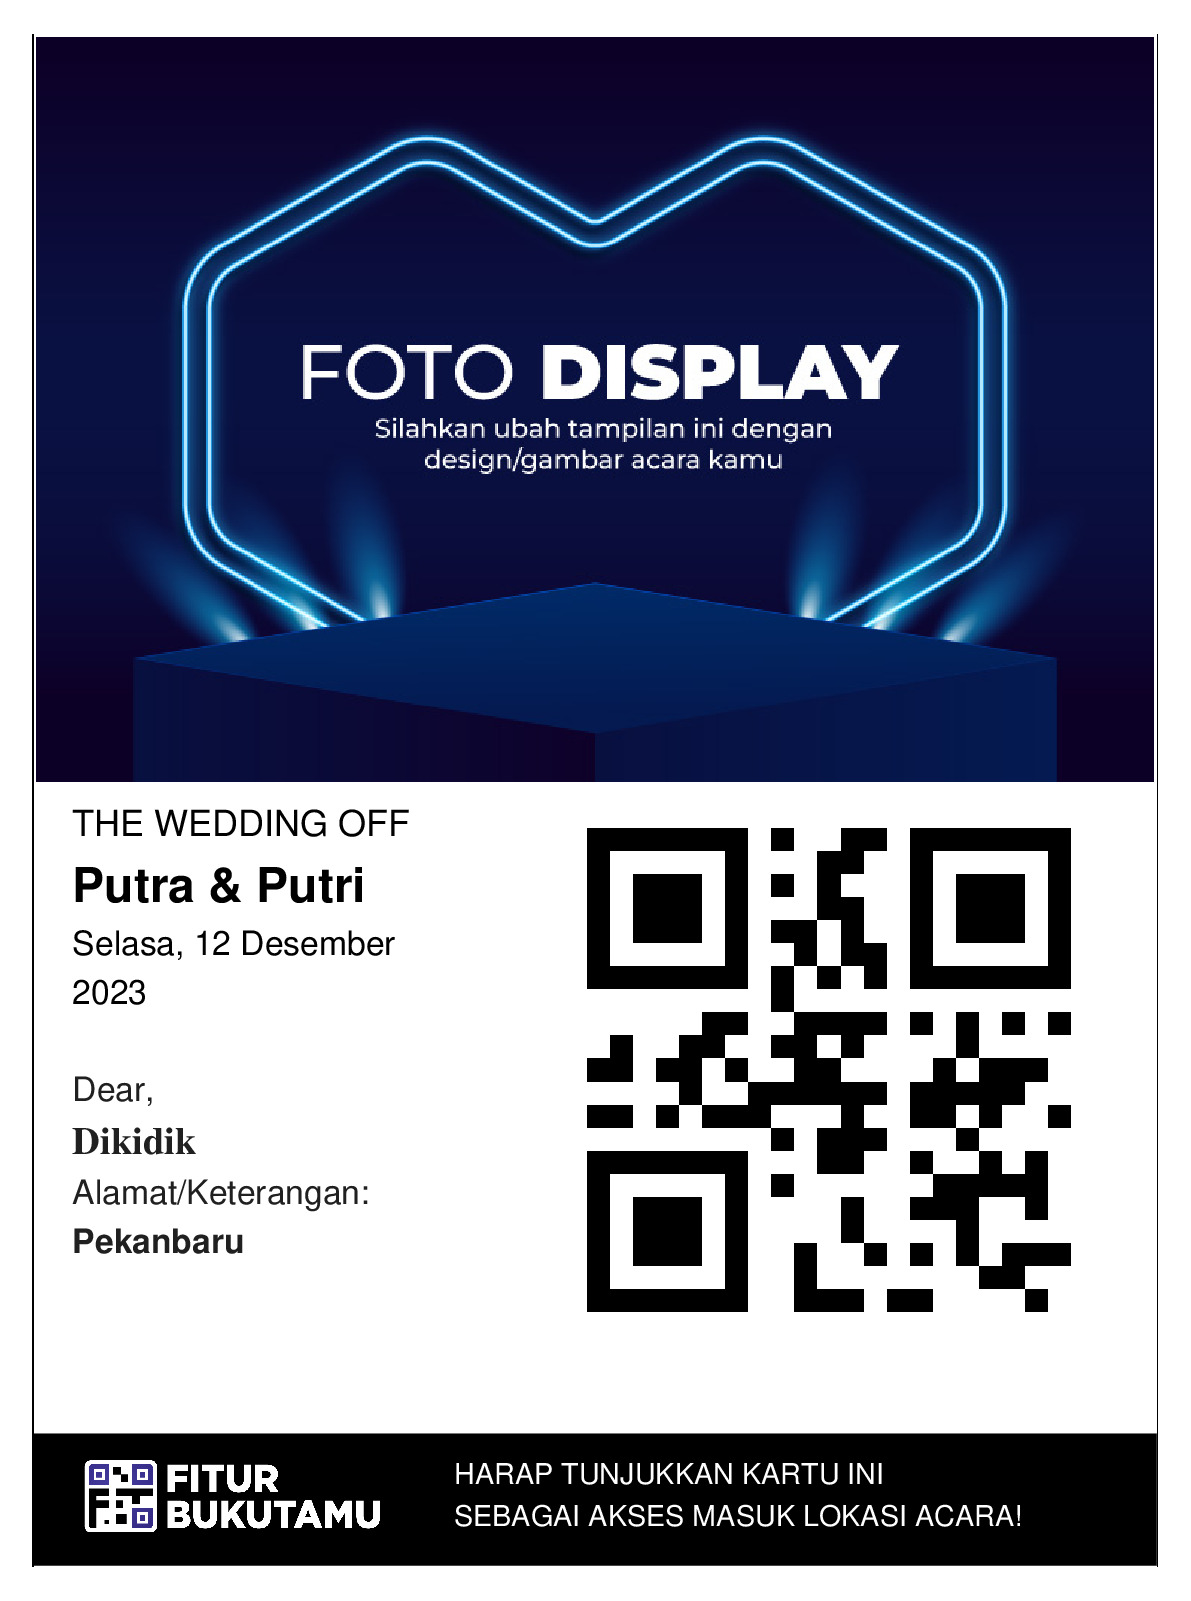 FOTO DISPLAY
Silahkan ubah tampilan ini dengan
design/gambar acara kamu
THE WEDDING OFF
Putra & Putri
Selasa, 12 Desember
2023
Dear,
Dikidik
Alamat/Keterangan:
Pekanbaru
FITUR
BUKUTAMU
HARAP TUNJUKKAN KARTU INI
SEBAGAI AKSES MASUK LOKASI ACARA!